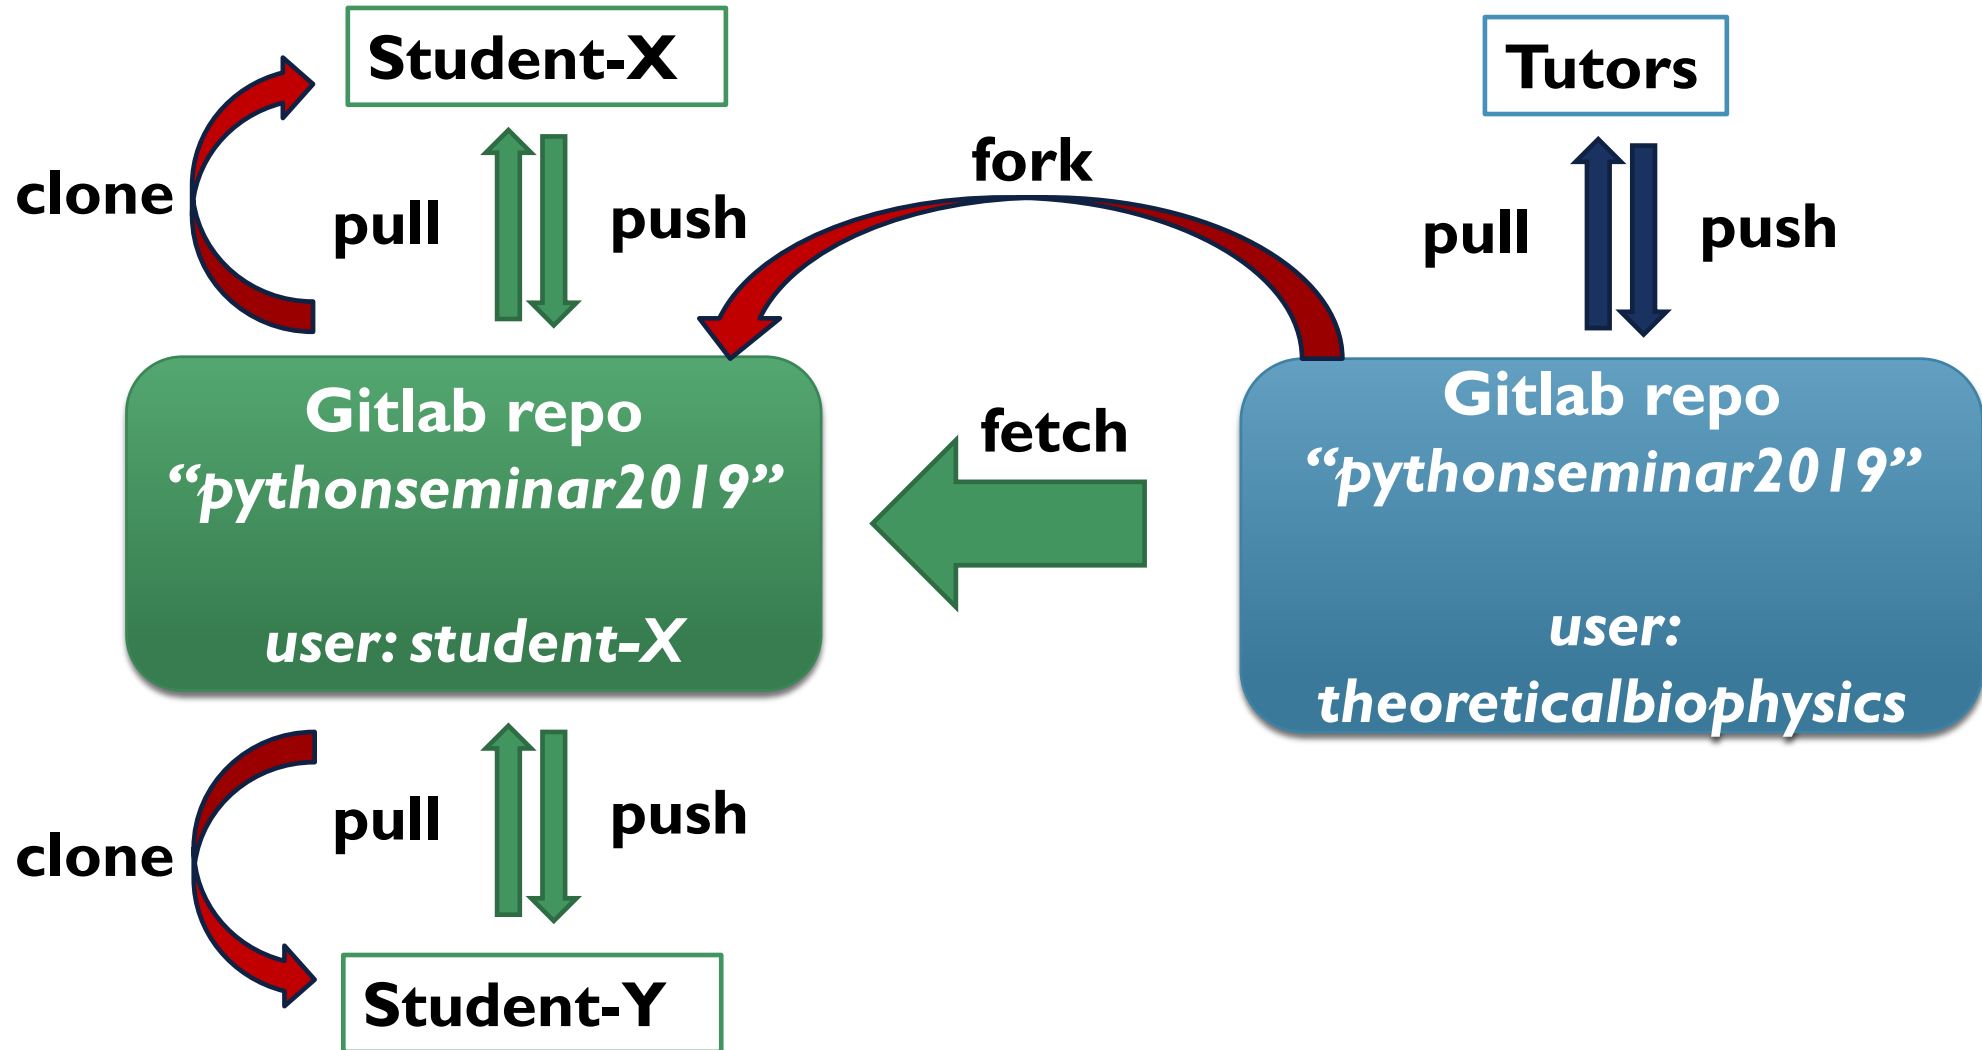 Student-X
Tutors
clone
pull
push
fork
pull
push
Gitlab repo
“pythonseminar2019”
user: student-X
fetch
Gitlab repo
“pythonseminar2019”
user:
theoreticalbiophysics
clone
pull
push
Student-Y